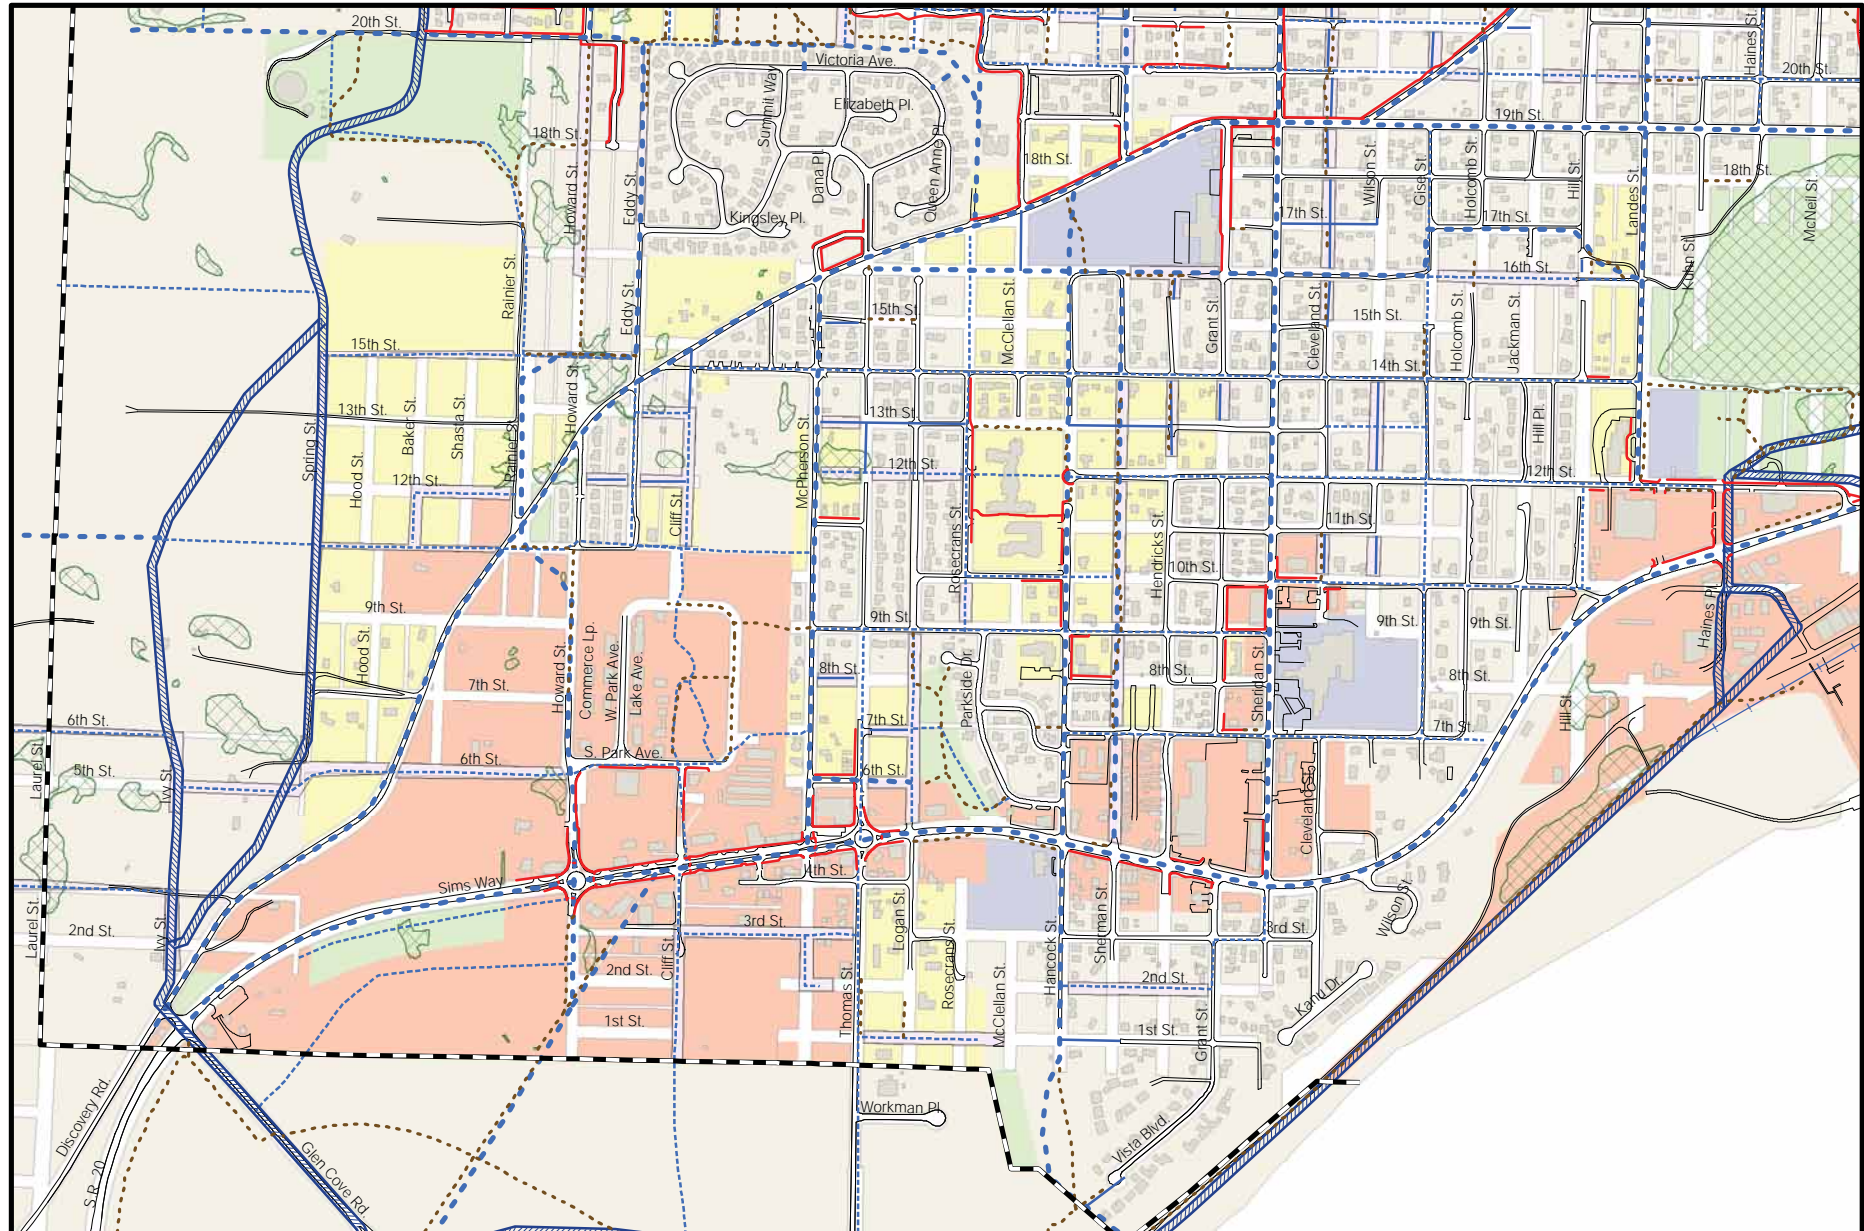 20th St.
Victoria Ave.
Haines St.
20th St.
Summit Way
Elizabeth Pl.
19th St.
18th St.
Queen Anne Pl.
18th St.
Wilson St.
Gise St.
Holcomb St.
Hill St.
Landes St.
18th St.
Howard St.
Eddy St.
Dana Pl.
McNeil St.
Kingsley Pl.
17th St.
17th St.
Rainier St.
Eddy St.
16th St.
Kuhn St.
15th St.
McClellan St.
Grant St.
Cleveland St.
15th St.
Holcomb St.
Jackman St.
15th St.
14th St.
Howard St.
13th St.
Baker St.
Shasta St.
13th St.
Hill Pl.
Spring St.
Hood St.
Rainier St.
McPherson St.
12th St.
12th St.
12th St.
Cliff St.
Rosecrans St.
Hendricks St.
11th St.
10th St.
9th St.
9th St.
9th St.
9th St.
Haines Pl.
Hood St.
Howard St.
Commerce Lp.
W. Park Ave.
Lake Ave.
8th St.
Parkside Dr.
8th St.
Sheridan St.
8th St.
7th St.
Hill St.
6th St.
7th St.
7th St.
Laurel St.
5th St.
Ivy St.
6th St.
S. Park Ave.
6th St.
Cleveland St.
Sims Way
4th St.
Laurel St.
2nd St.
Ivy St.
3rd St.
Logan St.
Rosecrans St.
Hancock St.
Sherman St.
3rd St.
Wilson St.
Cliff St.
2nd St.
2nd St.
Kanu Dr.
1st St.
Thomas St.
McClellan St.
1st St.
Grant St.
Discovery Rd.
S.R. 20
Glen Cove Rd.
Workman Pl.
Vista Blvd.